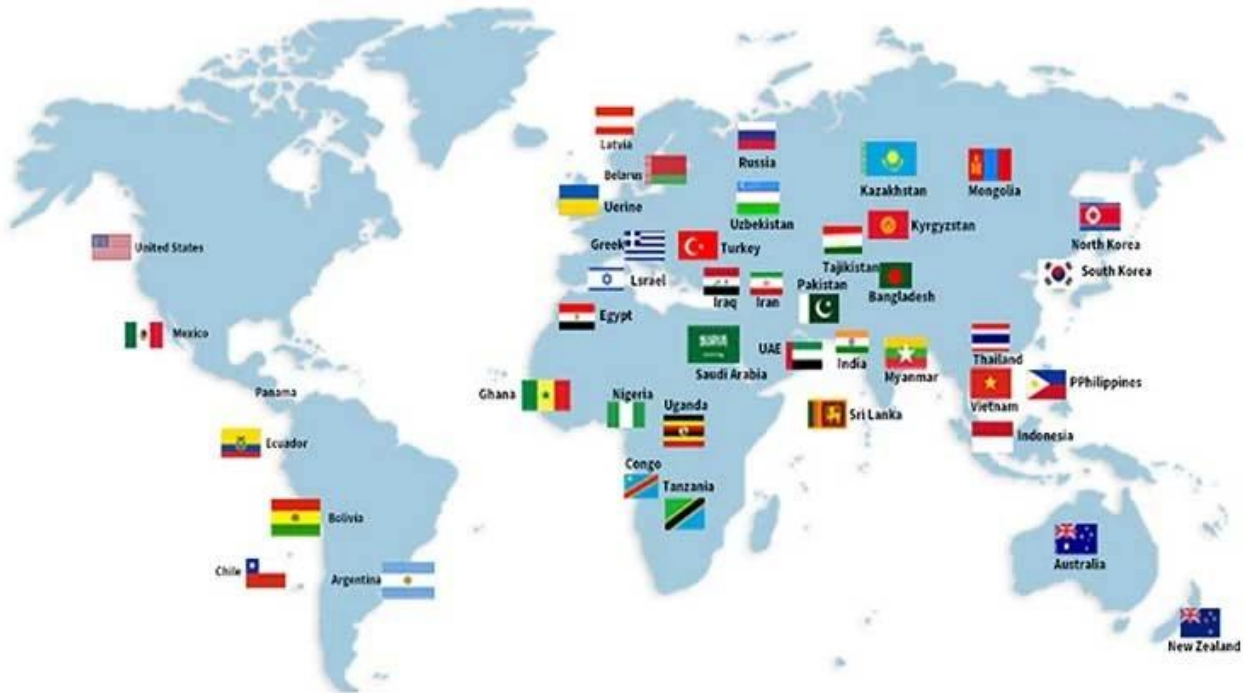 Latvia
Russia
Belarus
Kazakhstan
Mongolia
Uerine
Uzbekistan
Kyrgyzstan
North Korea
United States
Greek
Turkey
Tajikistan
South Korea
Lsrael
Iraq
Iran
Pakistan
Bangladesh
Egypt
Mexico
Saudi Arabia
UAE
India
Myanmar
Thailand
Panama
Ghana
Nigeria
Uganda
Sri Lanka
Vietnam
PPhilippines
Ecuador
Indonesia
Congo
Tanzania
Bolivia
Chile
Argentina
Australia
New Zealand